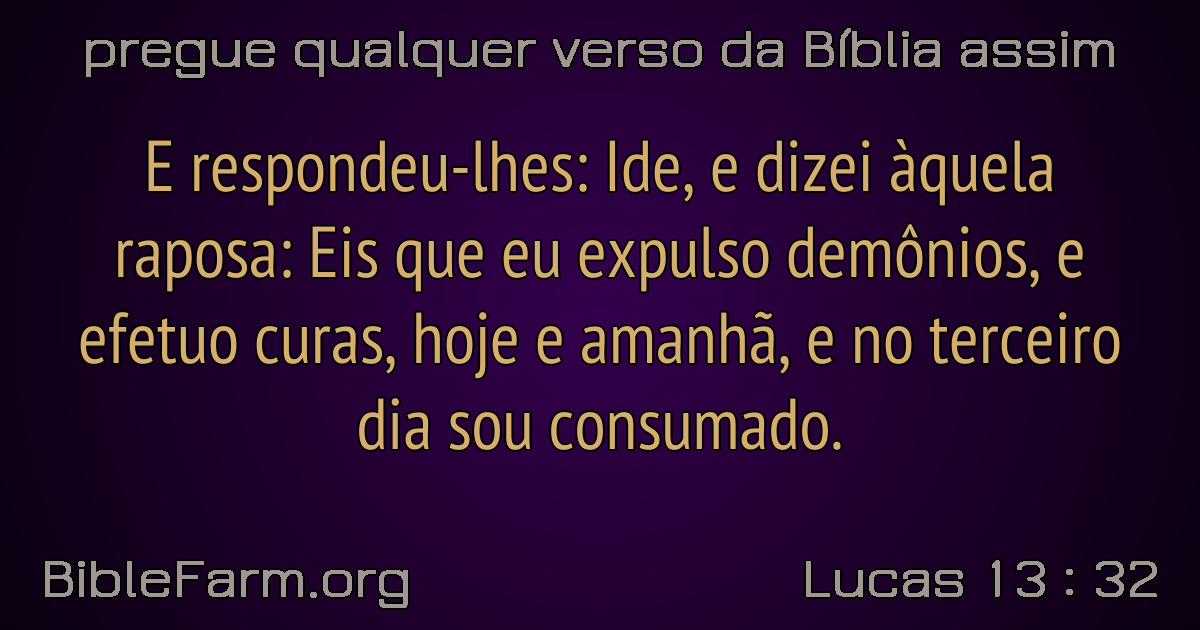 pregue qualquer verso da Bíblia assim
E respondeu-lhes: Ide, e dizei àquela
raposa: Eis que eu expulso demônios, e
efetuo curas, hoje e amanhã, e no terceiro
dia sou consumado.
BibleFarm.org
Lucas 13 : 32